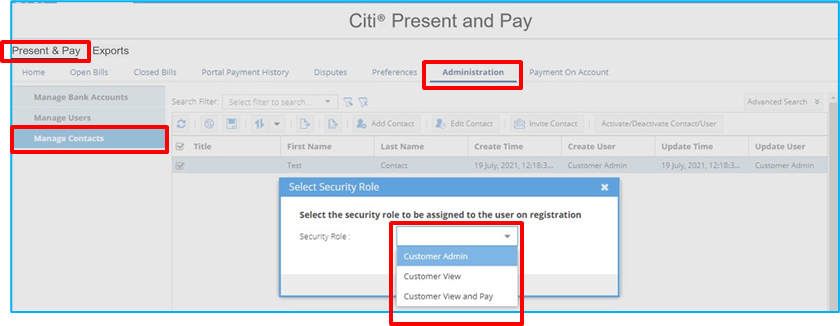 Citi® Present and Pay
Present & Pay Exports
Home Open Bills Closed Bills Portal Payment History Disputes Preferences Administration Payment On Account
Manage Bank Accounts
Manage Users
Manage Contacts
Search Filter: Select filter to search... Advanced Search
Add Contact Edit Contact Invite Contact Activate/Deactivate Contact/User
Title First Name Last Name Create Time Create User Update Time Update User
Test Contact 19 July, 2021, 12:18:3... Customer Admin 19 July, 2021, 12:18:3... Customer Admin
Select Security Role
Select the security role to be assigned to the user on registration
Security Role :
Customer Admin
Customer View
Customer View and Pay